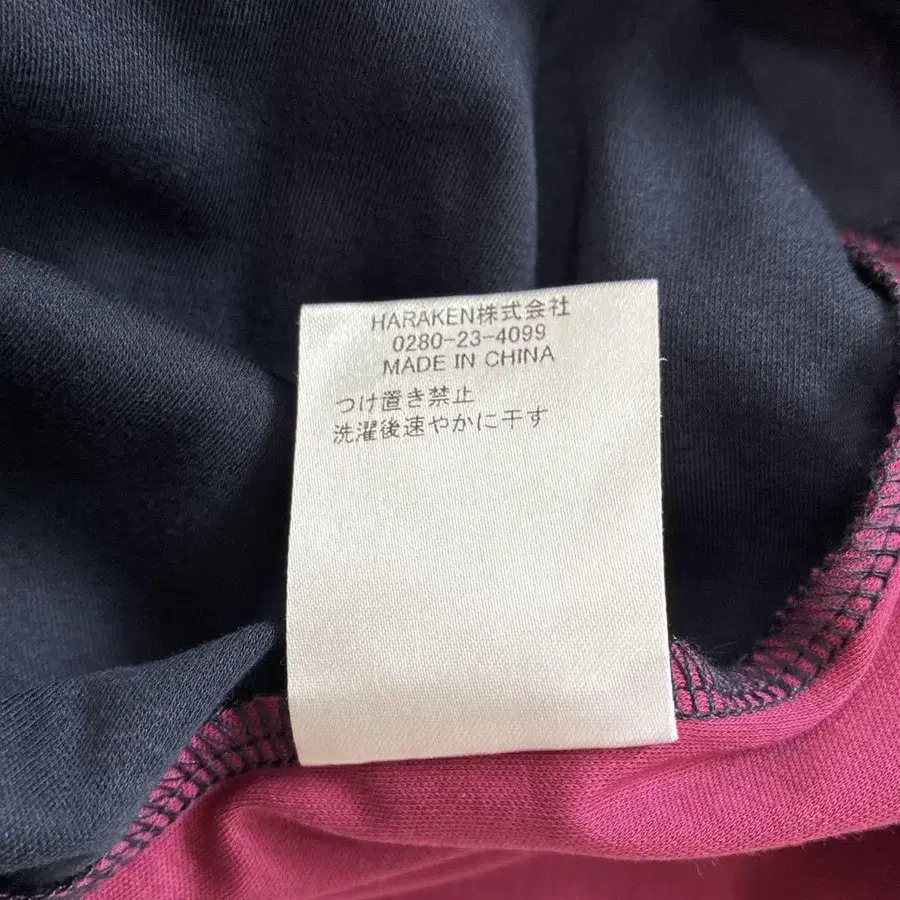 HARAKEN株式会社
0280-23-4099
MADE IN CHINA
つけ置き禁止
洗濯後速やかに干す